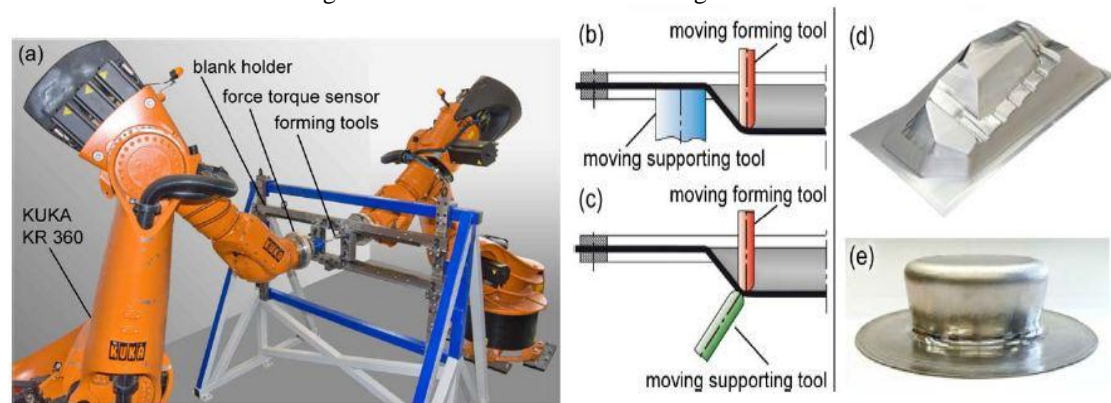 (a)
blank holder
force torque sensor
forming tools
KUKA
KR 360
KUKA
KUKA
(b)
moving forming tool
moving supporting tool
(c)
moving forming tool
moving supporting tool
(d)
(e)